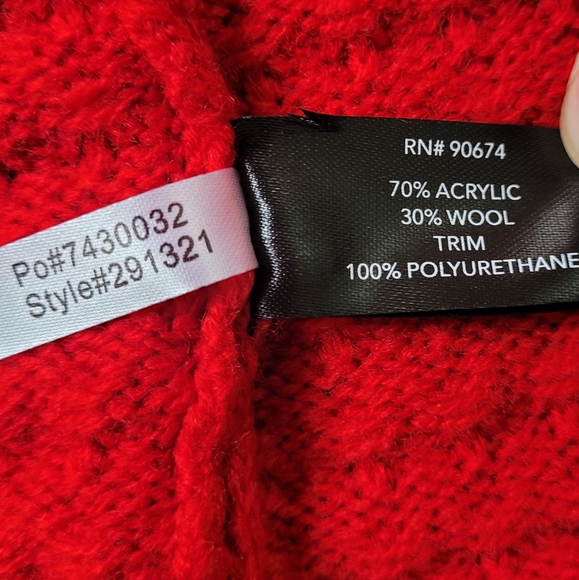 Po#7430032
Style#291321
RN# 90674
70% ACRYLIC
30% WOOL
TRIM
100% POLYURETHANE